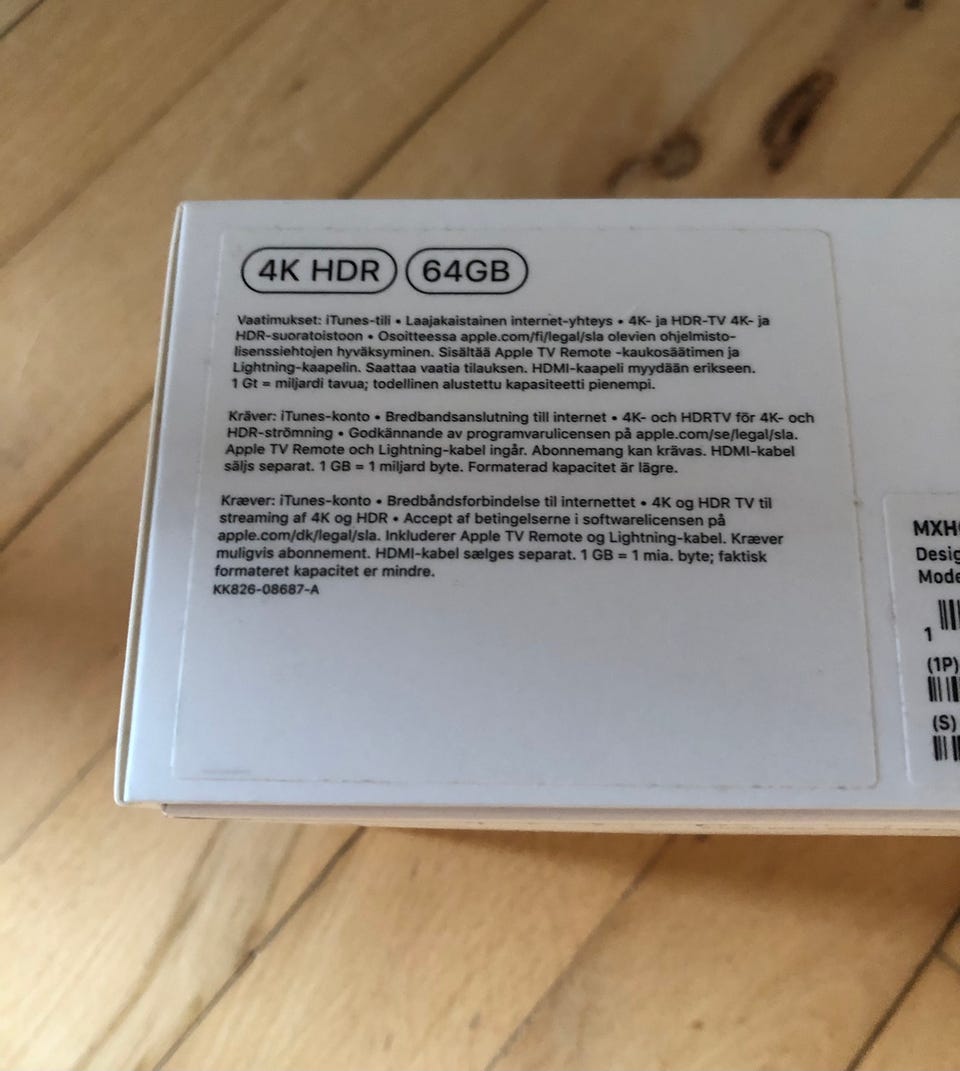 4K HDR 64GB
Vaatimukset: iTunes-tili • Laajakaistainen internet-yhteys • 4K- ja HDR-TV 4K- ja
HDR-suoratoistoon • Osoitteessa apple.com/fi/legal/sla olevien ohjelmisto-
lisenssiehtojen hyväksyminen. Sisältää Apple TV Remote -kaukosäätimen ja
Lightning-kaapelin. Saattaa vaatia tilauksen. HDMI-kaapeli myydään erikseen.
1 Gt = miljardi tavua; todellinen alustettu kapasiteetti pienempi.
Kräver: iTunes-konto • Bredbandsanslutning till internet • 4K- och HDRTV för 4K- och
HDR-strömning • Godkännande av programvarulicensen på apple.com/se/legal/sla.
Apple TV Remote och Lightning-kabel ingår. Abonnemang kan krävas. HDMI-kabel
säljs separat. 1 GB = 1 miljard byte. Formaterad kapacitet är lägre.
Kræver: iTunes-konto • Bredbåndsforbindelse til internettet • 4K og HDR TV til
streaming af 4K og HDR • Accept af betingelserne i softwarelicensen på
apple.com/dk/legal/sla. Inkluderer Apple TV Remote og Lightning-kabel. Kræver
muligvis abonnement. HDMI-kabel sælges separat. 1 GB = 1 mia. byte; faktisk
formateret kapacitet er mindre.
KK826-08687-A
MXH
Desig
Mode
1
(1P)
(S)